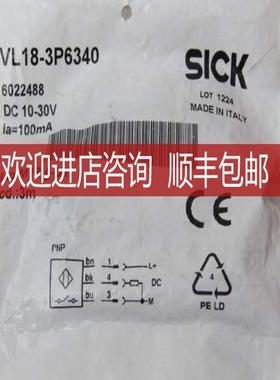 VL18-3P6340
SICK
6022488
LOT 1224
MADE IN ITALY
DC 10-30V
Ia=100mA
欢迎进店咨询 顺丰包邮
CE
PNP
bn 1 L+
bk 4 DC
bu 3 M
4
PE LD